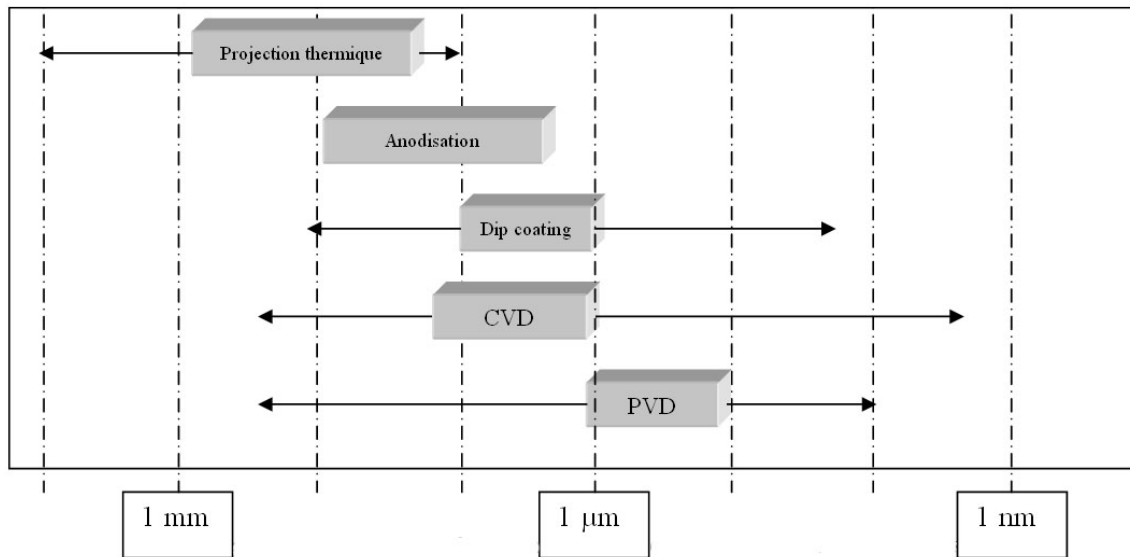 Projection thermique
Anodisation
Dip coating
CVD
PVD
1 mm
1 μm
1 nm